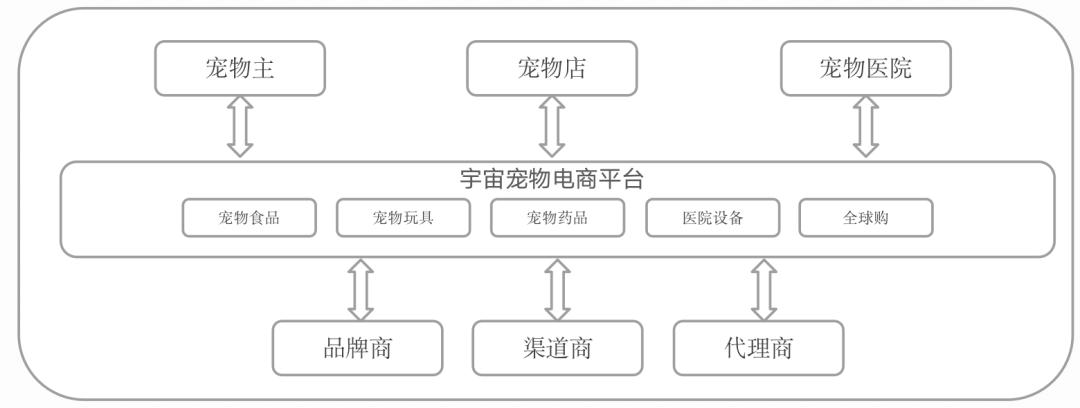 宠物主
宠物店
宠物医院
宇宙宠物电商平台
宠物食品
宠物玩具
宠物药品
医院设备
全球购
品牌商
渠道商
代理商